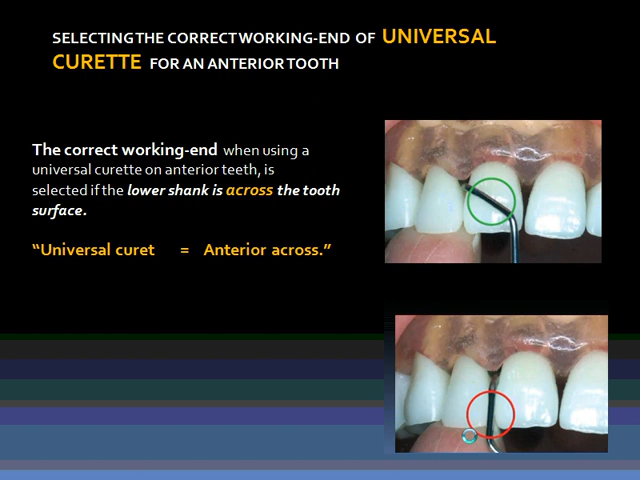 SELECTING THE CORRECT WORKING-END OF UNIVERSAL
CURETTE FOR AN ANTERIOR TOOTH
The correct working-end when using a
universal curette on anterior teeth, is
selected if the lower shank is across the tooth
surface.
“Universal curet = Anterior across.”